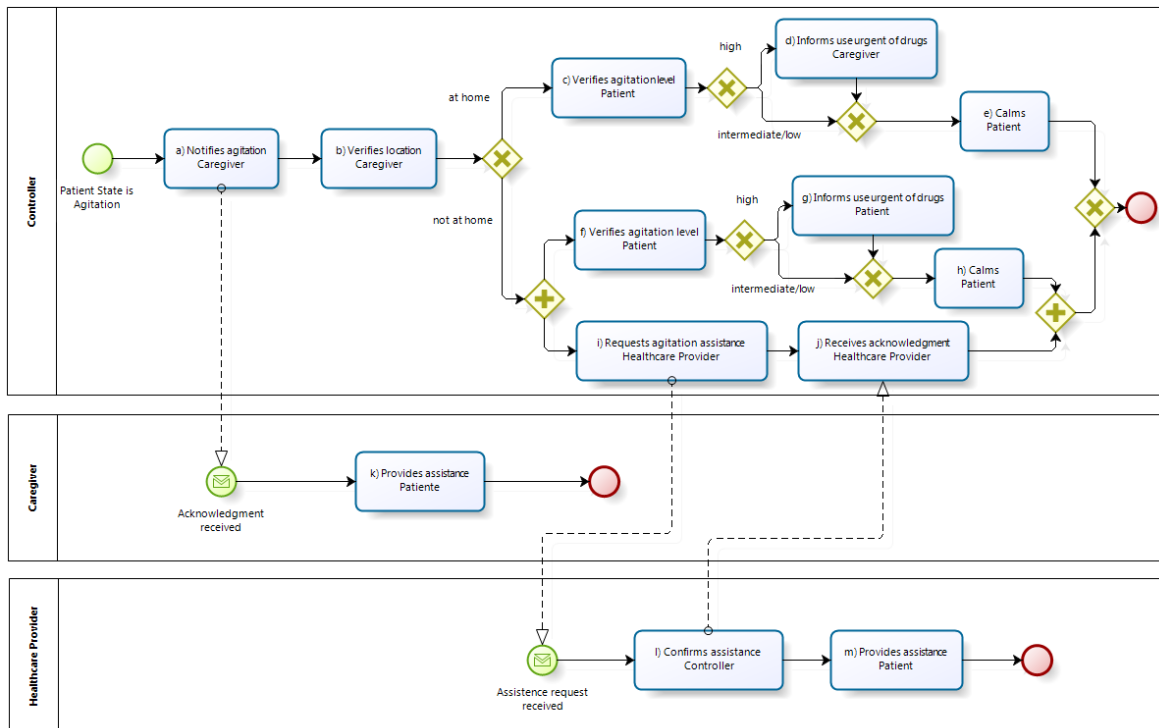 Controller
Patient State is
Agitation
a) Notifies agitation
Caregiver
b) Verifies location
Caregiver
at home
not at home
c) Verifies agitation level
Patient
high
intermediate/low
d) Informs use urgent of drugs
Caregiver
e) Calms
Patient
f) Verifies agitation level
Patient
high
intermediate/low
g) Informs use urgent of drugs
Patient
h) Calms
Patient
i) Requests agitation assistance
Healthcare Provider
j) Receives acknowledgment
Healthcare Provider
Caregiver
Acknowledgment
received
k) Provides assistance
Patiente
Healthcare Provider
Assistence request
received
l) Confirms assistance
Controller
m) Provides assistance
Patient